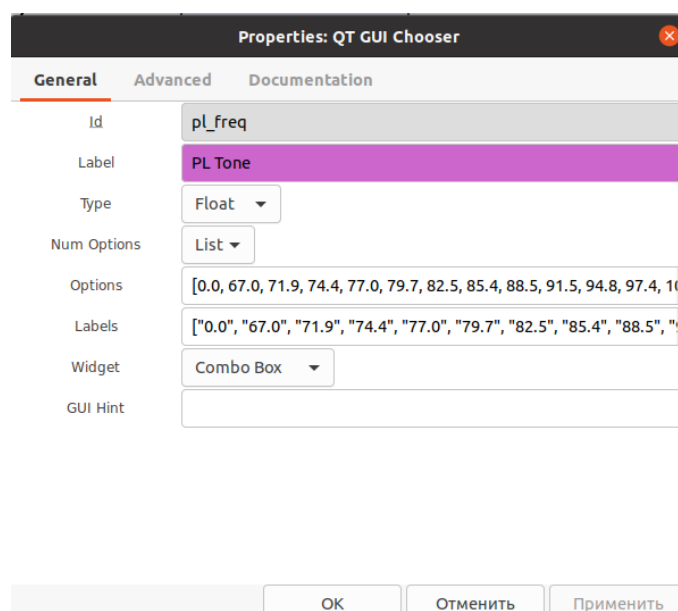 Properties: QT GUI Chooser
General Advanced Documentation
Id pl_freq
Label PL Tone
Type Float
Num Options List
Options [0.0, 67.0, 71.9, 74.4, 77.0, 79.7, 82.5, 85.4, 88.5, 91.5, 94.8, 97.4,
Labels ["0.0", "67.0", "71.9", "74.4", "77.0", "79.7", "82.5", "85.4", "88.5",
Widget Combo Box
GUI Hint
OK Отменить Применить